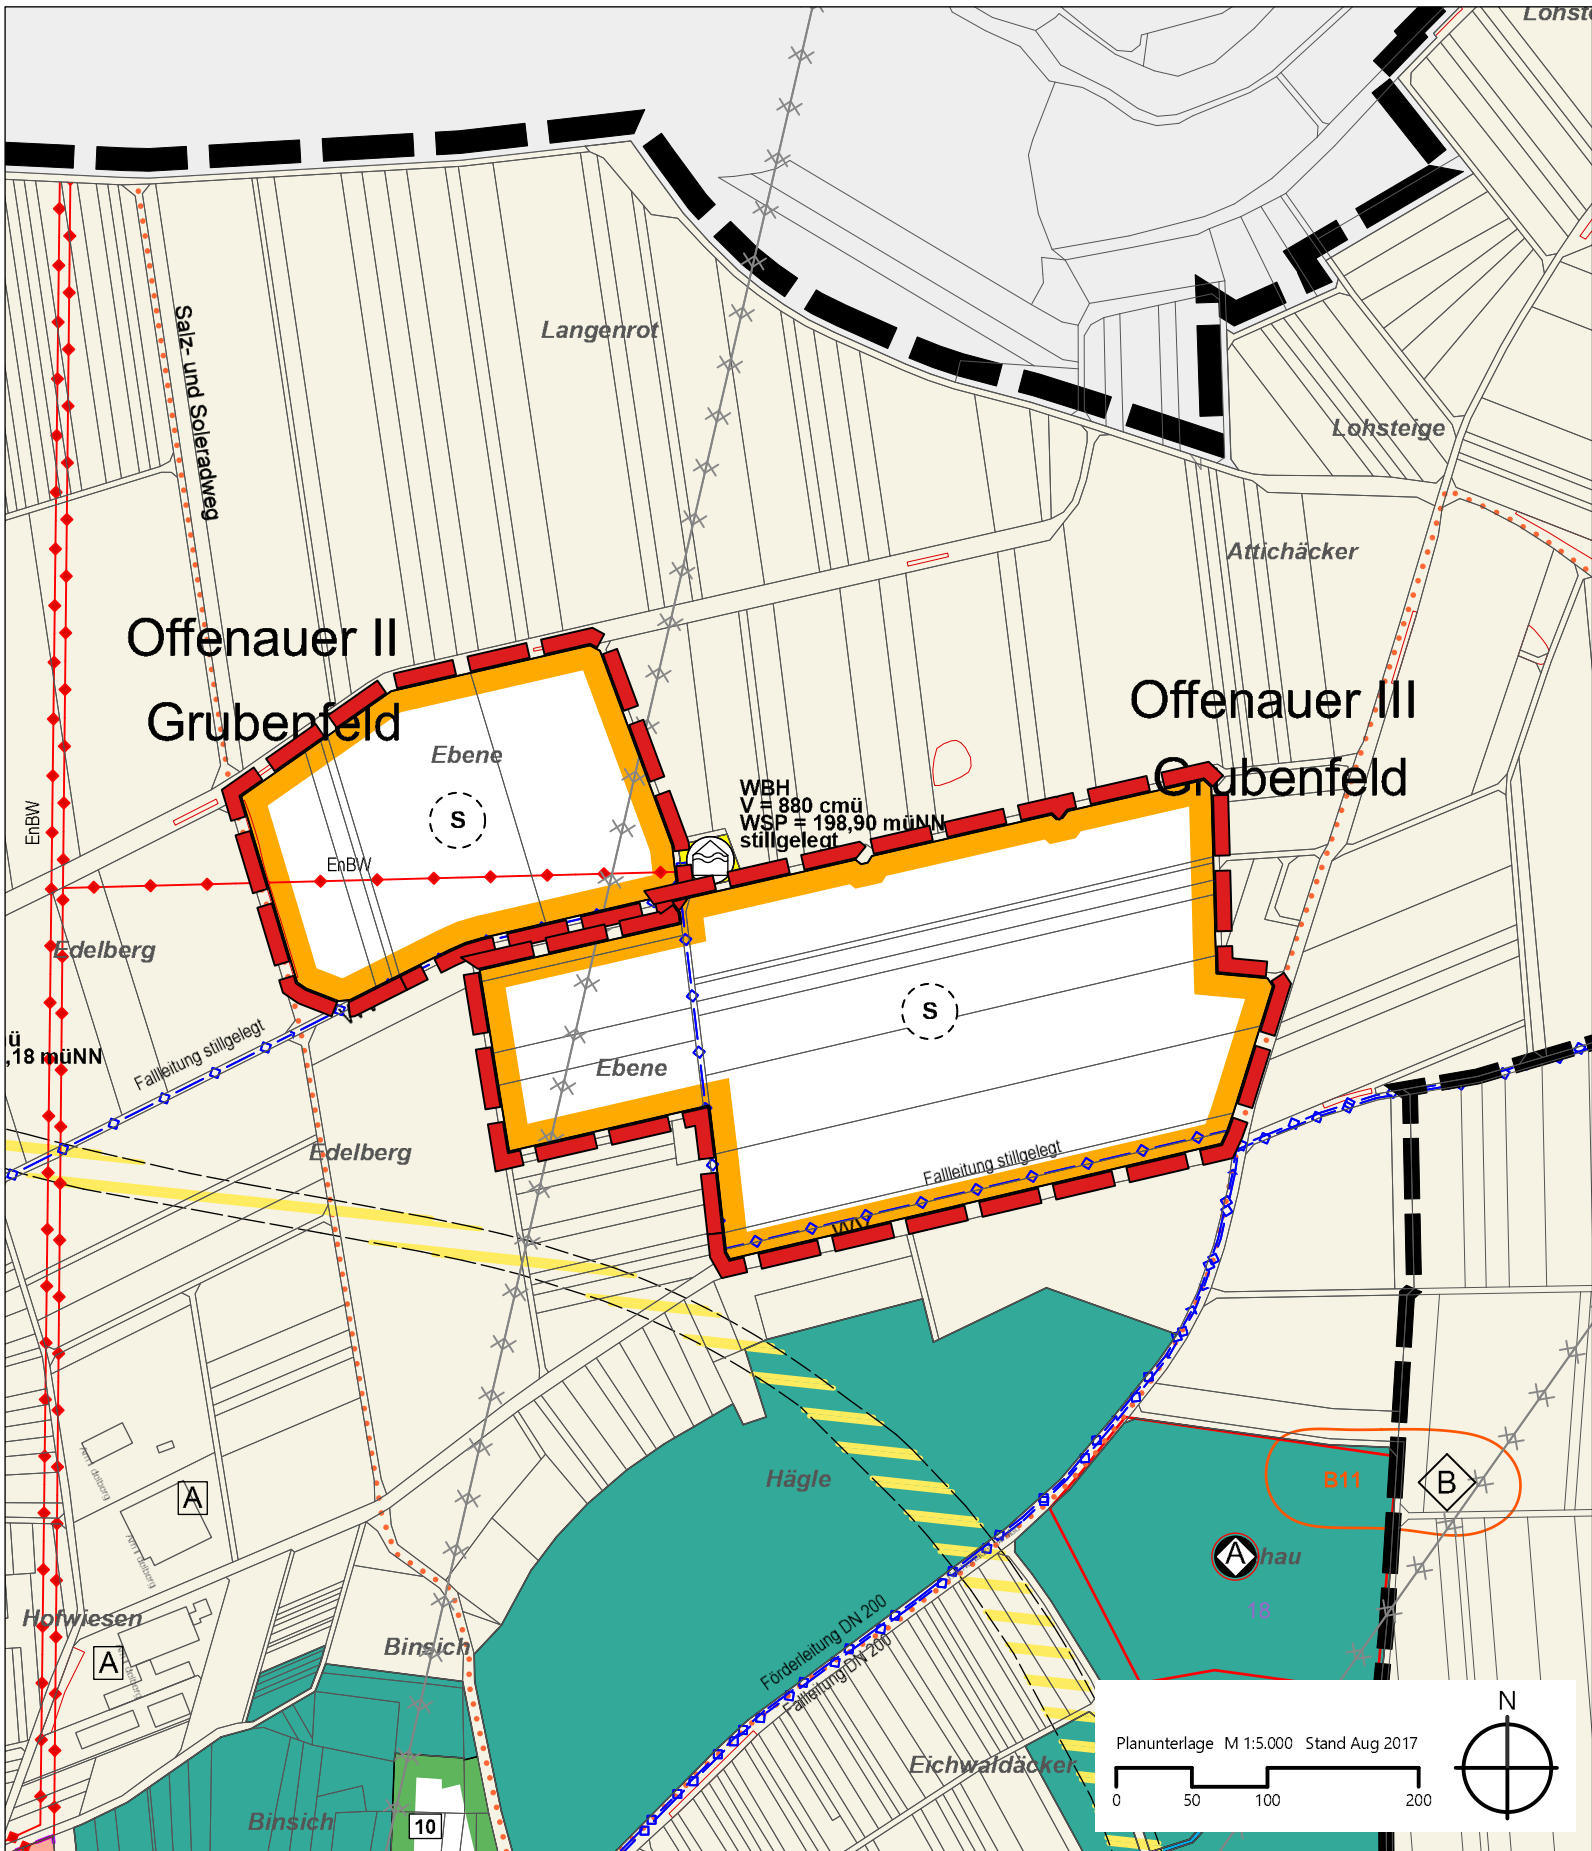 Langenrot
Salz- und Soleradweg
Lohsteige
Attichäcker
Offenauer II
Grubenfeld
Offenauer III
Grubenfeld
Ebene
S
WBH
V = 880 cmü
WSP = 198,90 müNN
stillgelegt
EnBW
EnBW
Edelberg
S
ü
,18 müNN
Fallleitung stillgelegt
Ebene
Edelberg
Fallleitung stillgelegt
Hägle
B11
B
A
A
hau
18
Hofwiesen
A
Binsich
Förderleitung DN 200
Fallleitung DN 200
Eichwaldäcker
Binsich
10
Planunterlage M 1:5.000 Stand Aug 2017
0 50 100 200
N